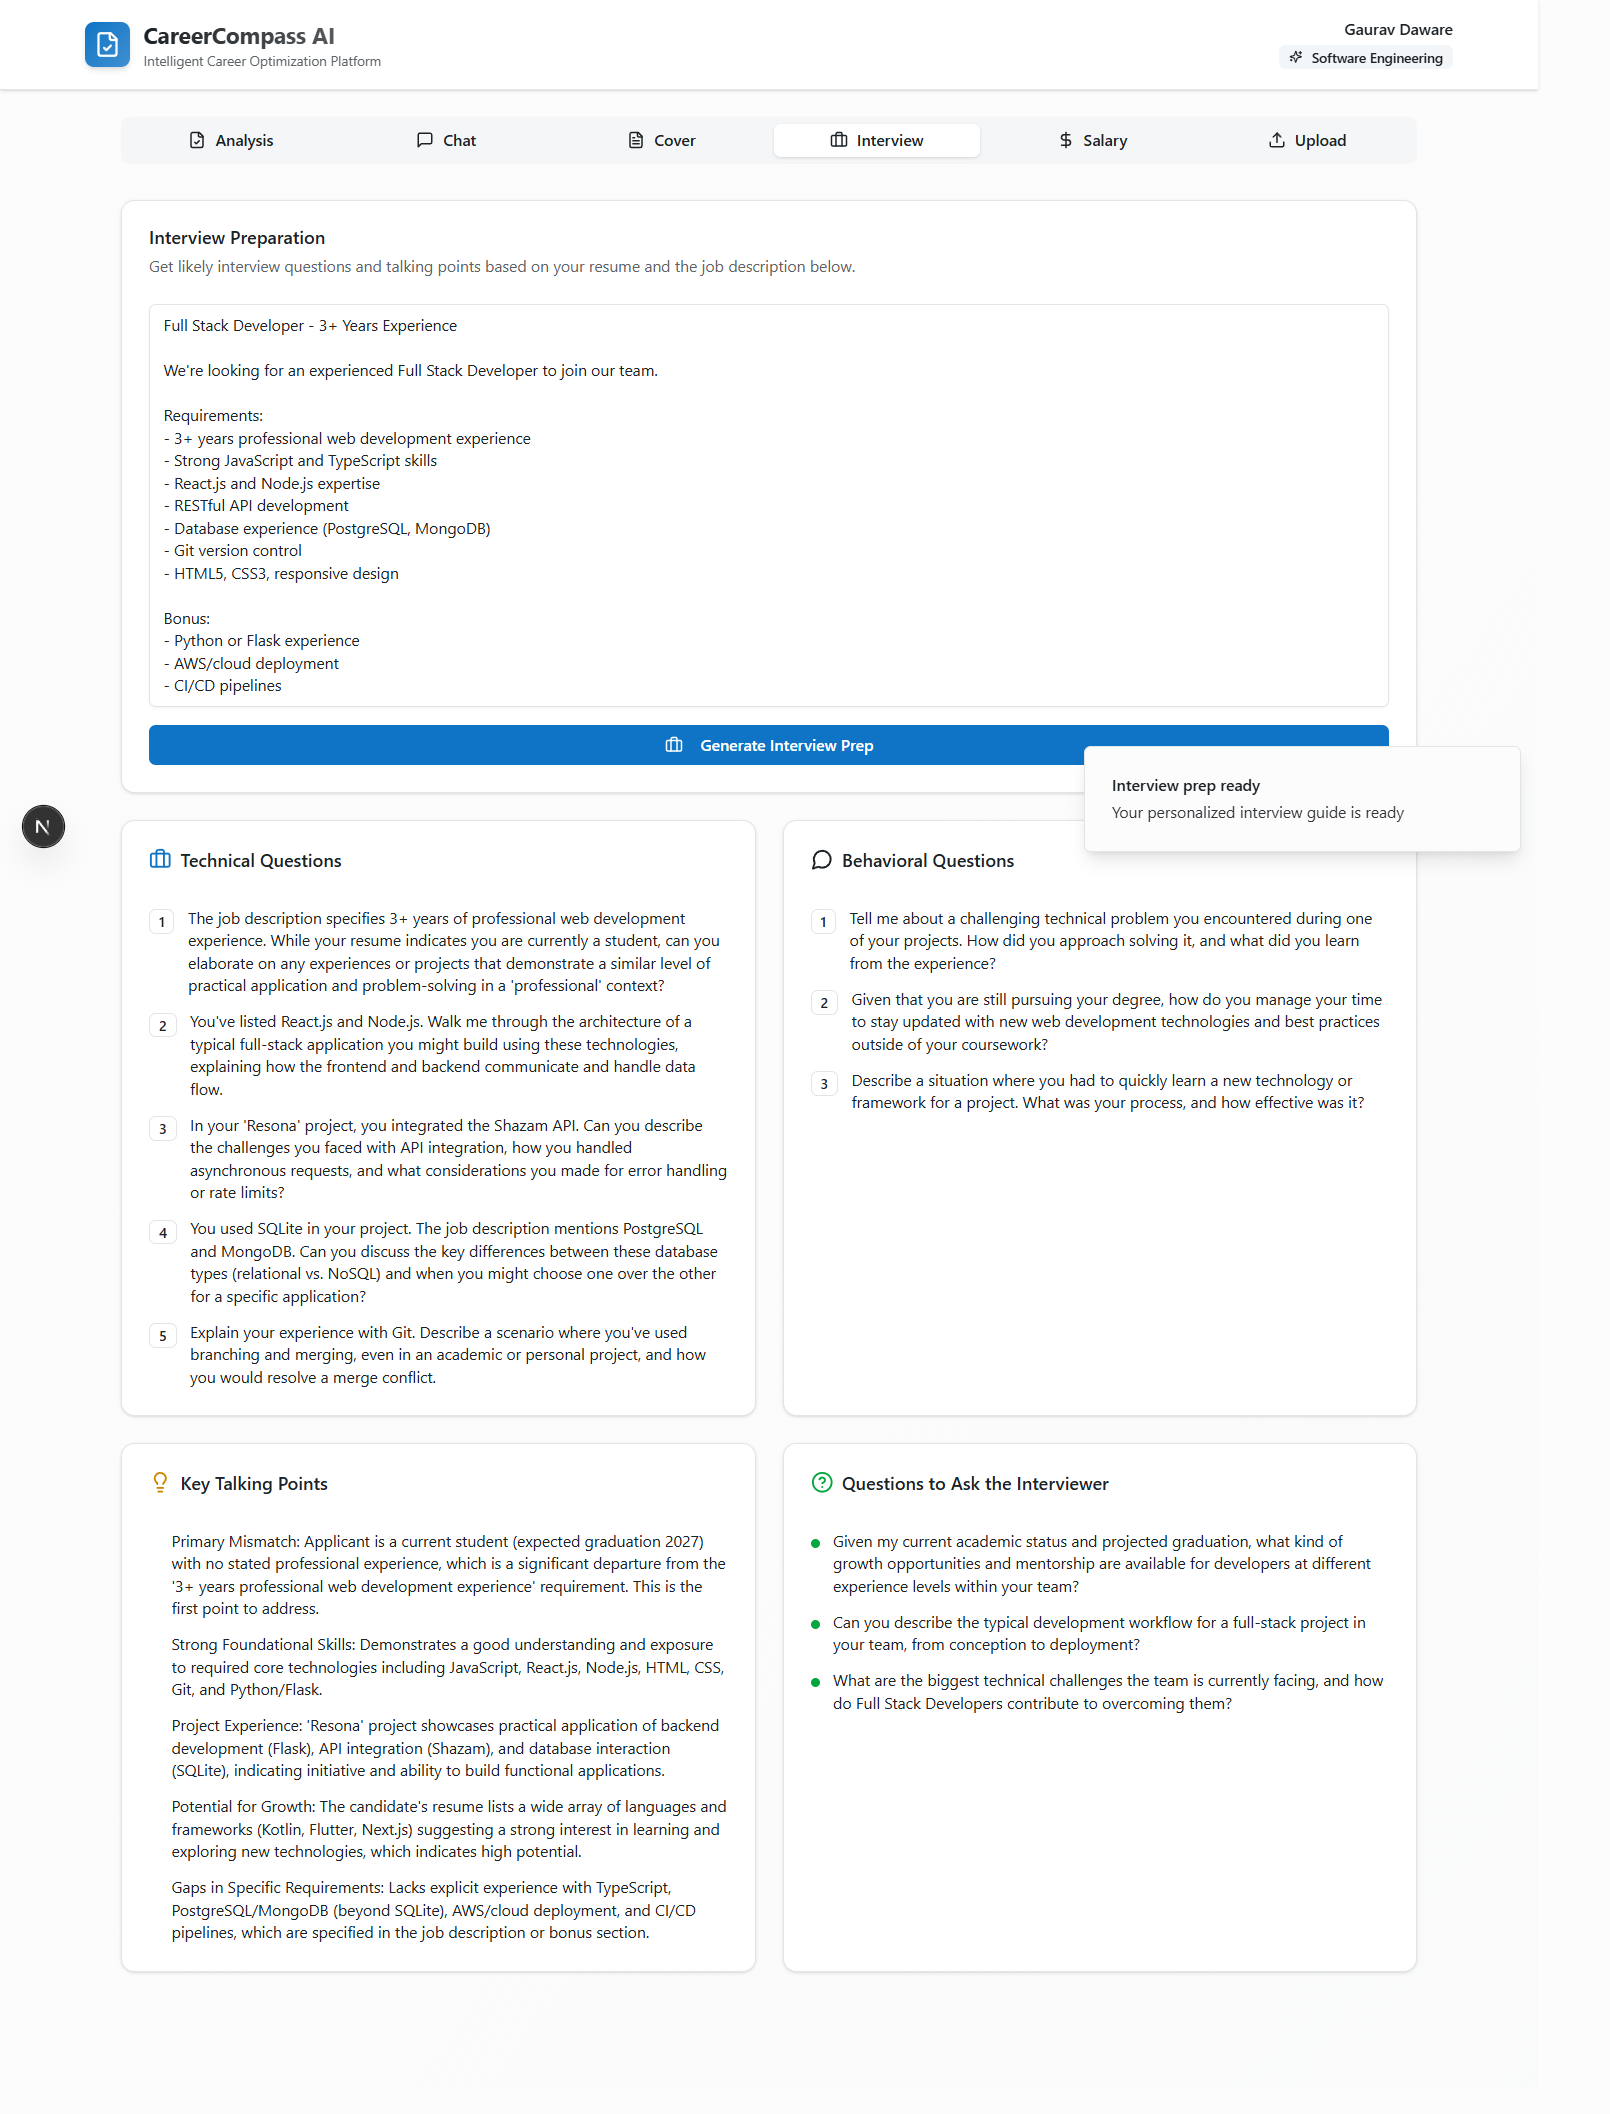 CareerCompass AI
Intelligent Career Optimization Platform
Gaurav Daware
Software Engineering
Analysis
Chat
Cover
Interview
Salary
Upload
Interview Preparation
Get likely interview questions and talking points based on your resume and the job description below.
Full Stack Developer - 3+ Years Experience
We're looking for an experienced Full Stack Developer to join our team.
Requirements:
- 3+ years professional web development experience
- Strong JavaScript and TypeScript skills
- React.js and Node.js expertise
- RESTful API development
- Database experience (PostgreSQL, MongoDB)
- Git version control
- HTML5, CSS3, responsive design
Bonus:
- Python or Flask experience
- AWS/cloud deployment
- CI/CD pipelines
Generate Interview Prep
Interview prep ready
Your personalized interview guide is ready
N
Technical Questions
1 The job description specifies 3+ years of professional web development
experience. While your resume indicates you are currently a student, can you
elaborate on any experiences or projects that demonstrate a similar level of
practical application and problem-solving in a 'professional' context?
2 You've listed React.js and Node.js. Walk me through the architecture of a
typical full-stack application you might build using these technologies,
explaining how the frontend and backend communicate and handle data
flow.
3 In your 'Resona' project, you integrated the Shazam API. Can you describe
the challenges you faced with API integration, how you handled
asynchronous requests, and what considerations you made for error handling
or rate limits?
4 You used SQLite in your project. The job description mentions PostgreSQL
and MongoDB. Can you discuss the key differences between these database
types (relational vs. NoSQL) and when you might choose one over the other
for a specific application?
5 Explain your experience with Git. Describe a scenario where you've used
branching and merging, even in an academic or personal project, and how
you would resolve a merge conflict.
Behavioral Questions
1 Tell me about a challenging technical problem you encountered during one
of your projects. How did you approach solving it, and what did you learn
from the experience?
2 Given that you are still pursuing your degree, how do you manage your time
to stay updated with new web development technologies and best practices
outside of your coursework?
3 Describe a situation where you had to quickly learn a new technology or
framework for a project. What was your process, and how effective was it?
Key Talking Points
Primary Mismatch: Applicant is a current student (expected graduation 2027)
with no stated professional experience, which is a significant departure from the
'3+ years professional web development experience' requirement. This is the
first point to address.
Strong Foundational Skills: Demonstrates a good understanding and exposure
to required core technologies including JavaScript, React.js, Node.js, HTML, CSS,
Git, and Python/Flask.
Project Experience: 'Resona' project showcases practical application of backend
development (Flask), API integration (Shazam), and database interaction
(SQLite), indicating initiative and ability to build functional applications.
Potential for Growth: The candidate's resume lists a wide array of languages and
frameworks (Kotlin, Flutter, Next.js) suggesting a strong interest in learning and
exploring new technologies, which indicates high potential.
Gaps in Specific Requirements: Lacks explicit experience with TypeScript,
PostgreSQL/MongoDB (beyond SQLite), AWS/cloud deployment, and CI/CD
pipelines, which are specified in the job description or bonus section.
Questions to Ask the Interviewer
Given my current academic status and projected graduation, what kind of
growth opportunities and mentorship are available for developers at different
experience levels within your team?
Can you describe the typical development workflow for a full-stack project in
your team, from conception to deployment?
What are the biggest technical challenges the team is currently facing, and how
do Full Stack Developers contribute to overcoming them?